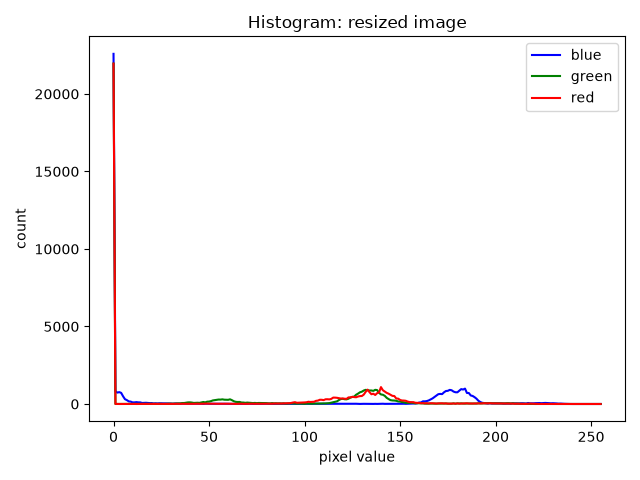 Histogram: resized image
blue
green
red
count
20000
15000
10000
5000
0
0 50 100 150 200 250
pixel value